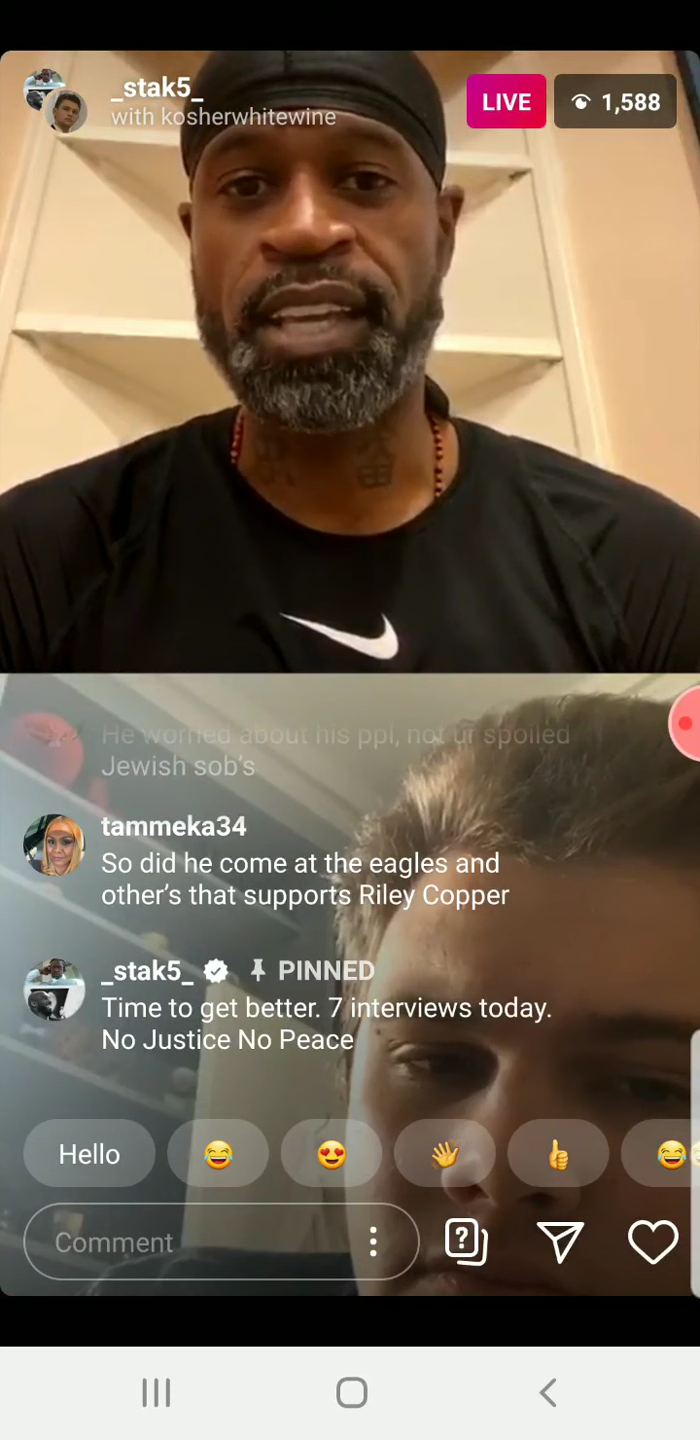 _stak5_
with kosherwhitewine
LIVE
1,588
He worried about his ppl, not ur spoiled
Jewish sob's
tammeka34
So did he come at the eagles and
other's that supports Riley Copper
_stak5_ PINNED
Time to get better. 7 interviews today.
No Justice No Peace
Hello
Comment